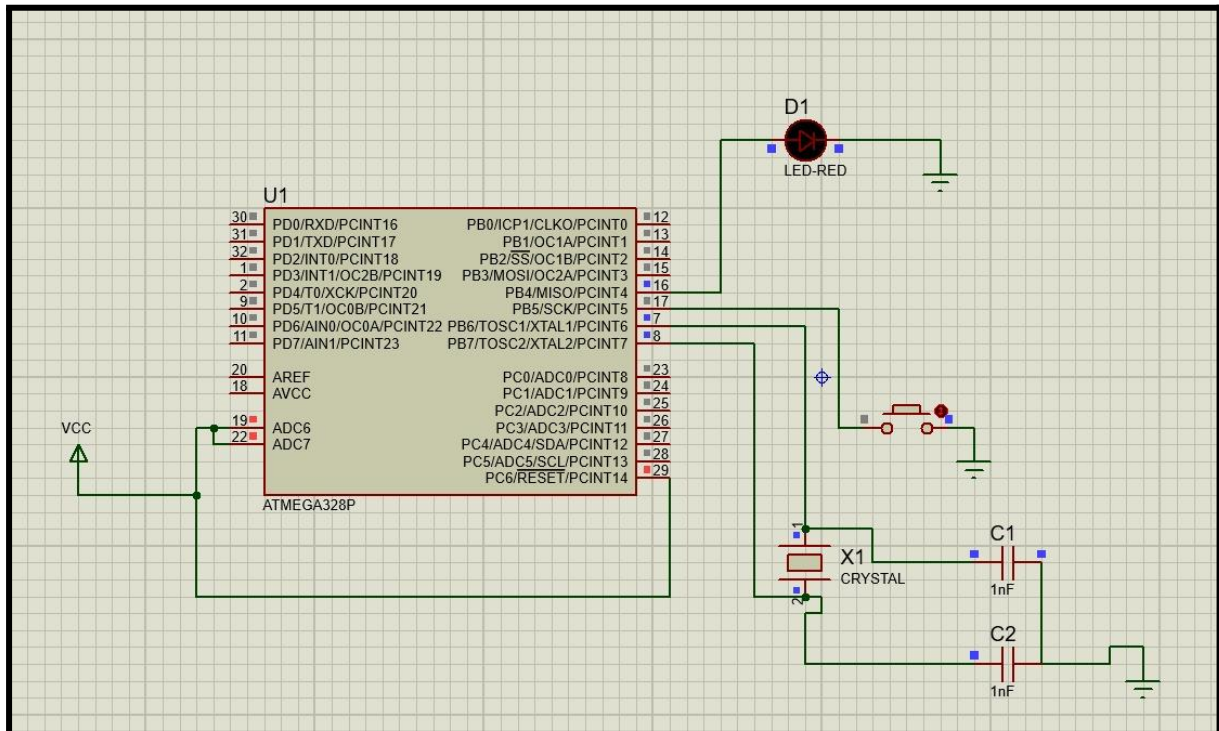 D1
LED-RED
U1
30 PD0/RXD/PCINT16 PB0/ICP1/CLKO/PCINT0 12
31 PD1/TXD/PCINT17 PB1/OC1A/PCINT1 13
32 PD2/INT0/PCINT18 PB2/SS/OC1B/PCINT2 14
1 PD3/INT1/OC2B/PCINT19 PB3/MOSI/OC2A/PCINT3 15
2 PD4/T0/XCK/PCINT20 PB4/MISO/PCINT4 16
9 PD5/T1/OC0B/PCINT21 PB5/SCK/PCINT5 17
10 PD6/AIN0/OC0A/PCINT22 PB6/TOSC1/XTAL1/PCINT6 7
11 PD7/AIN1/PCINT23 PB7/TOSC2/XTAL2/PCINT7 8
20 AREF PC0/ADC0/PCINT8 23
18 AVCC PC1/ADC1/PCINT9 24
PC2/ADC2/PCINT10 25
19 ADC6 PC3/ADC3/PCINT11 26
22 ADC7 PC4/ADC4/SDA/PCINT12 27
PC5/ADC5/SCL/PCINT13 28
PC6/RESET/PCINT14 29
VCC
ATMEGA328P
1
X1
CRYSTAL
2
C1
1nF
C2
1nF